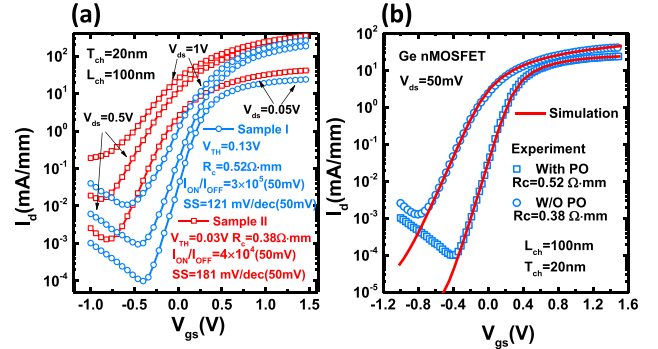 (a)
T_ch=20nm
L_ch=100nm
V_ds=1V
V_ds=0.5V
V_ds=0.05V
Sample I
V_TH=0.13V
R_c=0.52Ω·mm
I_ON/I_OFF=3×10^5(50mV)
SS=121 mV/dec(50mV)
Sample II
V_TH=0.03V R_c=0.38Ω·mm
I_ON/I_OFF=4×10^4(50mV)
SS=181 mV/dec(50mV)
I_d(mA/mm)
10^2
10^1
10^0
10^-1
10^-2
10^-3
10^-4
-1.0 -0.5 0.0 0.5 1.0 1.5
V_gs(V)
(b)
Ge nMOSFET
V_ds=50mV
Simulation
Experiment
With PO
Rc=0.52 Ω·mm
W/O PO
Rc=0.38 Ω·mm
L_ch=100nm
T_ch=20nm
I_d(mA/mm)
10^2
10^1
10^0
10^-1
10^-2
10^-3
10^-4
10^-5
-1.2 -0.8 -0.4 0.0 0.4 0.8 1.2 1.6
V_gs(V)